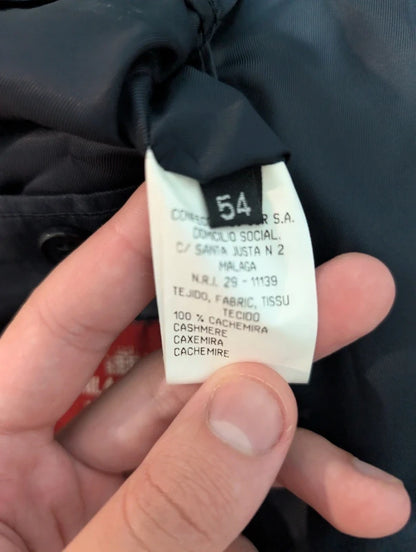 54
S.A.
DOMICILIO SOCIAL.
C/ SANTA JUSTA N 2
MALAGA
N.R.I. 29 - 11139
TEJIDO, FABRIC, TISSU
TECIDO
100 % CACHEMIRA
CASHMERE
CAXEMIRA
CACHEMIRE